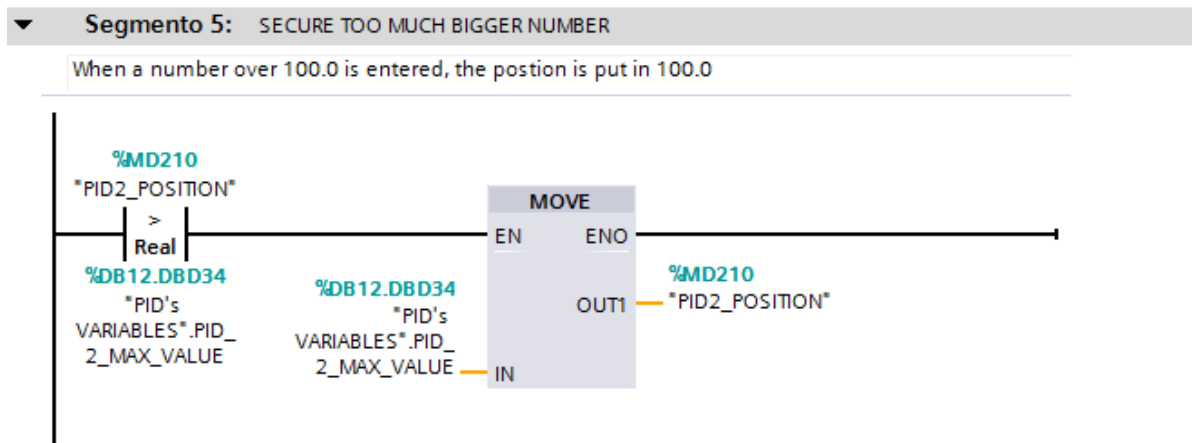 Segmento 5: SECURE TOO MUCH BIGGER NUMBER
When a number over 100.0 is entered, the postion is put in 100.0
%MD210
"PID2_POSITION"
>
Real
%DB12.DBD34
"PID's
VARIABLES".PID_
2_MAX_VALUE
%DB12.DBD34
"PID's
VARIABLES".PID_
2_MAX_VALUE
MOVE
EN ENO
OUT1
IN
%MD210
"PID2_POSITION"